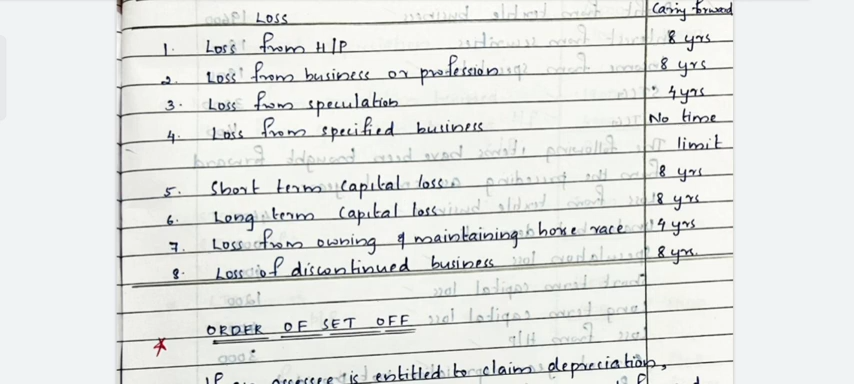 Loss Carry forward
1. Loss from H/P 8 yrs
2. Loss from business or profession 8 yrs
3. Loss from speculation 4 yrs
4. Loss from specified business No time limit
5. Short term capital loss 8 yrs
6. Long term Capital loss 8 yrs
7. Loss from owning & maintaining horse race 4 yrs
8. Loss of discontinued business 8 yrs.
ORDER OF SET OFF
If assessee is entitled to claim depreciation,